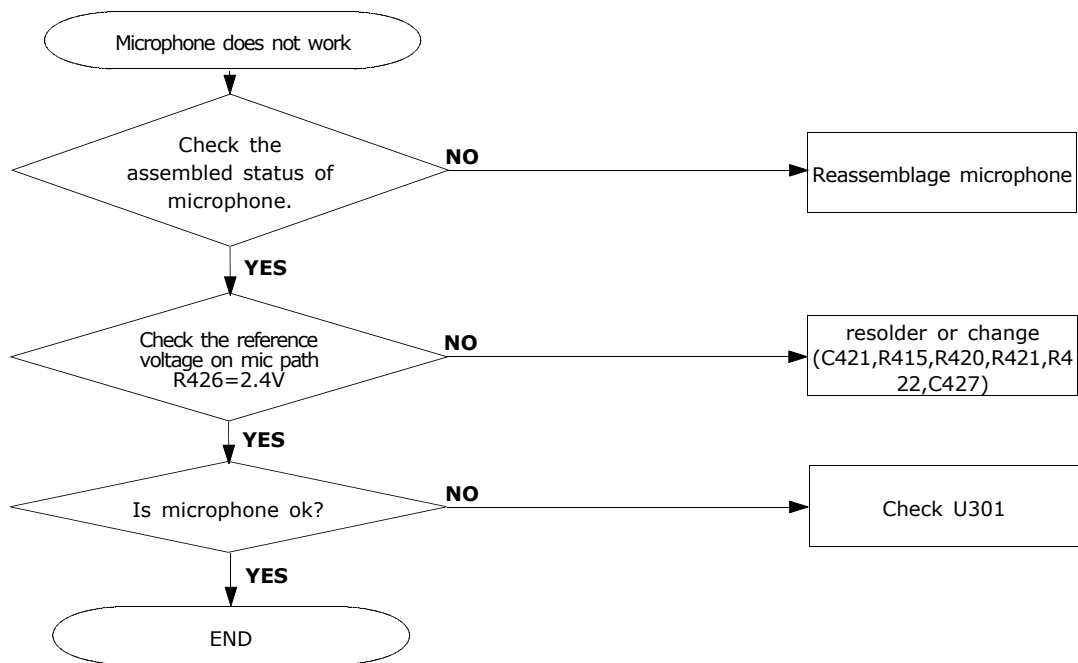 Microphone does not work
Check the
assembled status of
microphone.
NO
Reassemblage microphone
YES
Check the reference
voltage on mic path
R426=2.4V
NO
resolder or change
(C421,R415,R420,R421,R4
22,C427)
YES
Is microphone ok?
NO
Check U301
YES
END